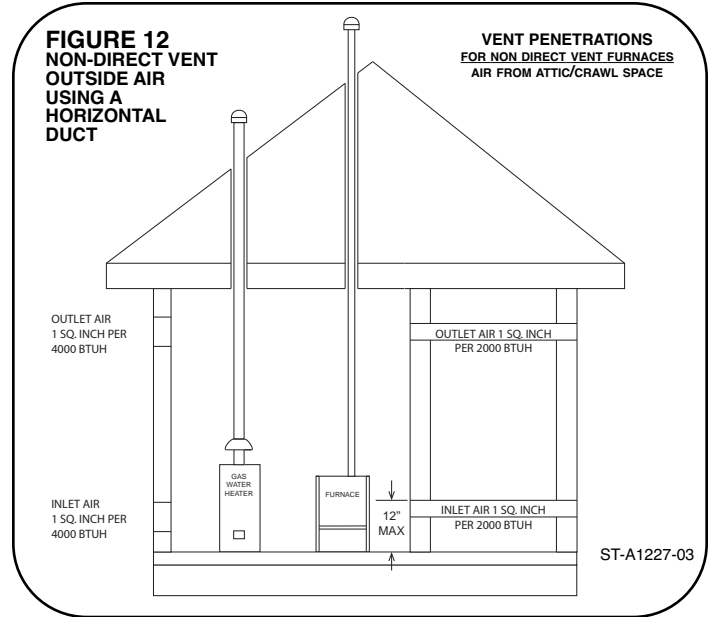 FIGURE 12
NON-DIRECT VENT
OUTSIDE AIR
USING A
HORIZONTAL
DUCT
VENT PENETRATIONS
FOR NON DIRECT VENT FURNACES
AIR FROM ATTIC/CRAWL SPACE
OUTLET AIR
1 SQ. INCH PER
4000 BTUH
OUTLET AIR 1 SQ. INCH
PER 2000 BTUH
GAS
WATER
HEATER
FURNACE
INLET AIR
1 SQ. INCH PER
4000 BTUH
12"
MAX
INLET AIR 1 SQ. INCH
PER 2000 BTUH
ST-A1227-03